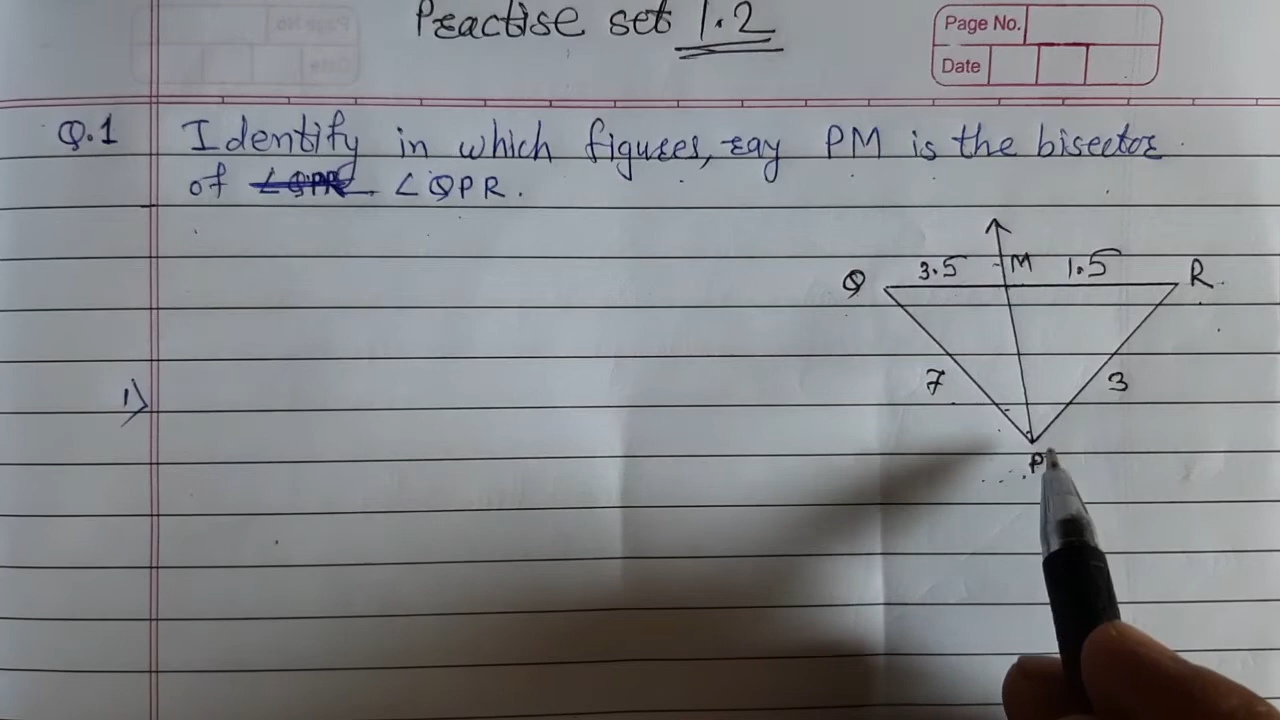 Practise set 1.2
Page No.
Date
Q.1 Identify in which figures, ray PM is the bisector
of ∠QPR ∠QPR.
Q 3.5 M 1.5 R
1) 7 3
P